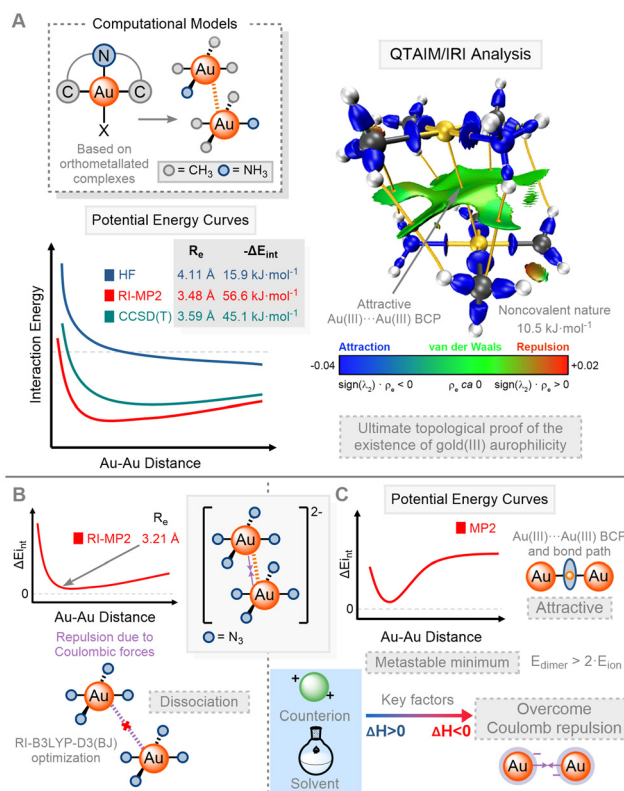 A
Computational Models
N
C
Au
C
X
Based on
orthometallated
complexes
Au
Au
= CH₃
= NH₃
Potential Energy Curves
Rₑ
-ΔE_int
HF
4.11 Å
15.9 kJ·mol⁻¹
RI-MP2
3.48 Å
56.6 kJ·mol⁻¹
CCSD(T)
3.59 Å
45.1 kJ·mol⁻¹
Interaction Energy
Au-Au Distance
QTAIM/IRI Analysis
Attractive
Au(III)···Au(III) BCP
Noncovalent nature
10.5 kJ·mol⁻¹
Attraction
van der Waals
Repulsion
-0.04
+0.02
sign(λ₂) · ρₑ < 0
ρₑ ca 0
sign(λ₂) · ρₑ > 0
Ultimate topological proof of the
existence of gold(III) aurophilicity
B
ΔEi_nt
RI-MP2
Rₑ
3.21 Å
0
Au-Au Distance
2-
Au
Au
= N₃
Repulsion due to
Coulombic forces
Au
Dissociation
RI-B3LYP-D3(BJ)
optimization
Au
C
Potential Energy Curves
ΔEi_nt
MP2
0
Au-Au Distance
Au(III)···Au(III) BCP
and bond path
Au
Au
Attractive
Metastable minimum
E_dimer > 2·E_ion
+
+
Counterion
Solvent
Key factors
ΔH>0
ΔH<0
Overcome
Coulomb repulsion
Au
−
−
Au